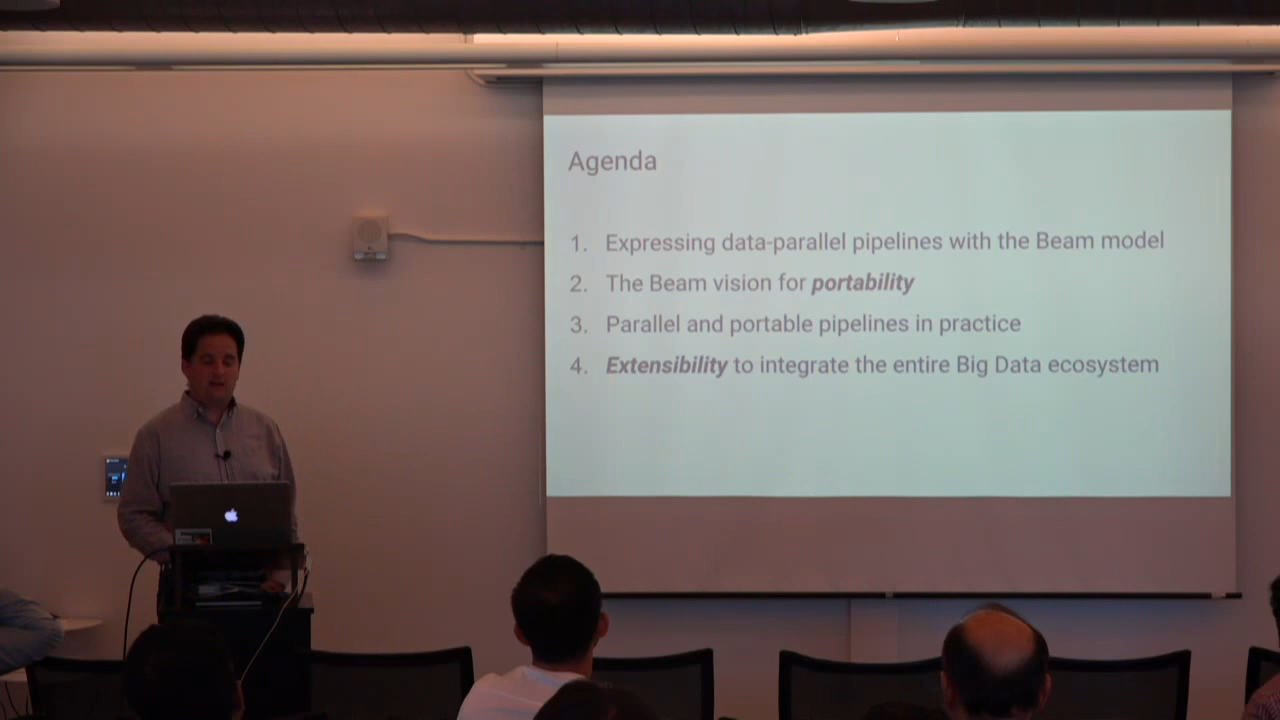 Agenda
1. Expressing data-parallel pipelines with the Beam model
2. The Beam vision for portability
3. Parallel and portable pipelines in practice
4. Extensibility to integrate the entire Big Data ecosystem